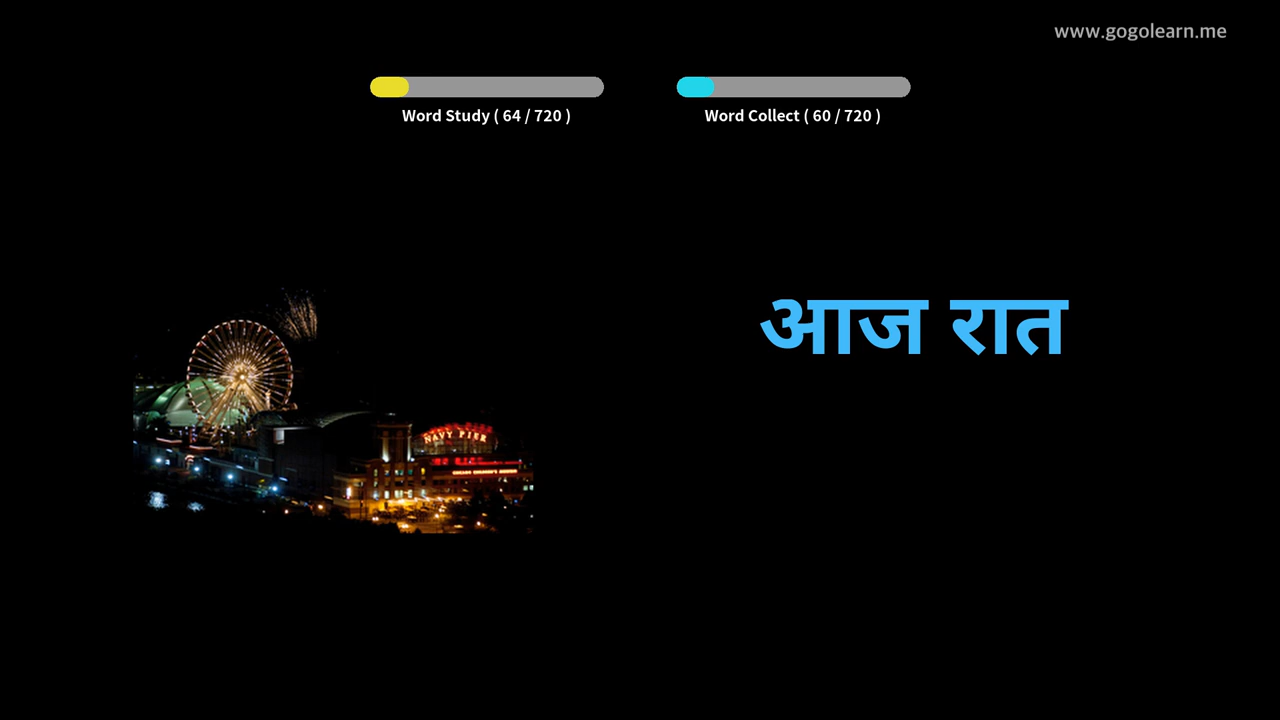 www.gogolearn.me
Word Study ( 64 / 720 )
Word Collect ( 60 / 720 )
आज रात
NAVY PIER